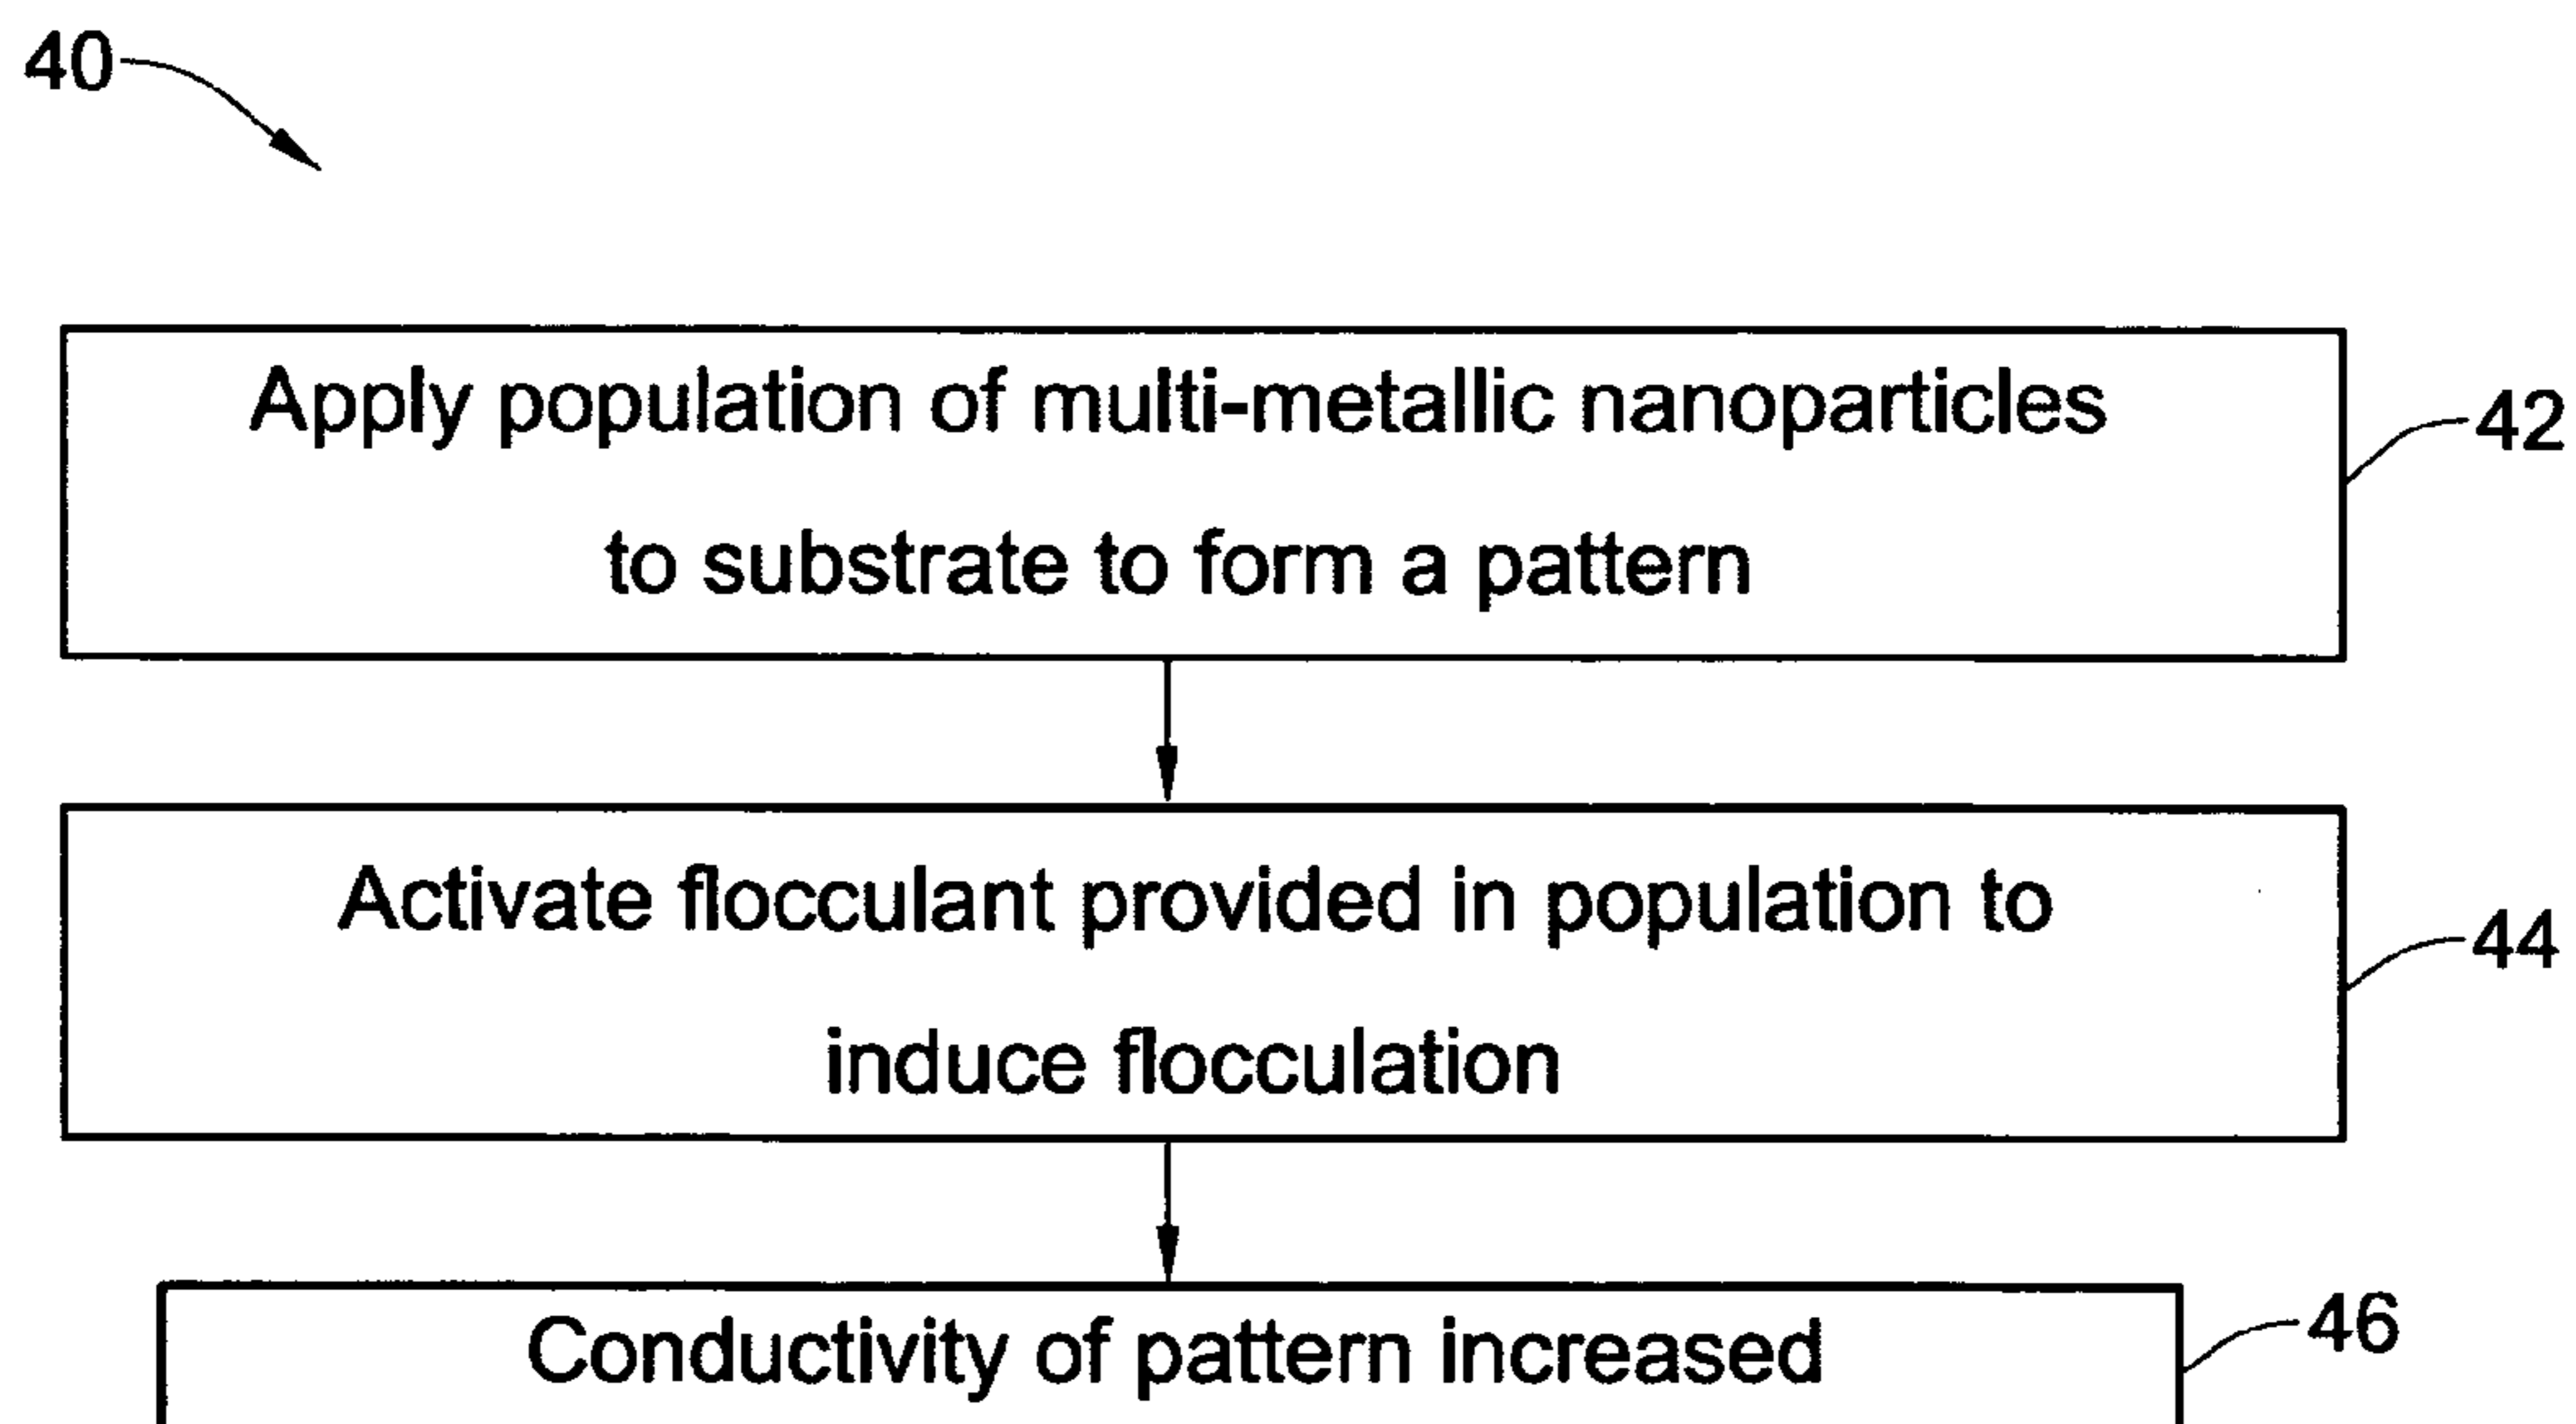 40
Apply population of multi-metallic nanoparticles
to substrate to form a pattern
42
Activate flocculant provided in population to
induce flocculation
44
Conductivity of pattern increased
46